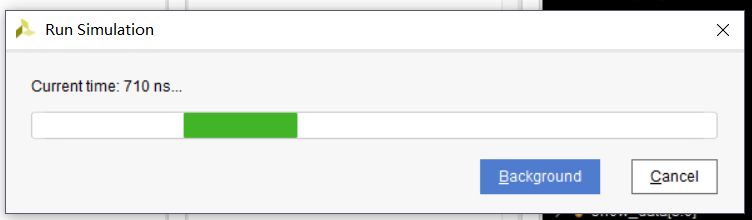 Run Simulation
Current time: 710 ns...
Background
Cancel